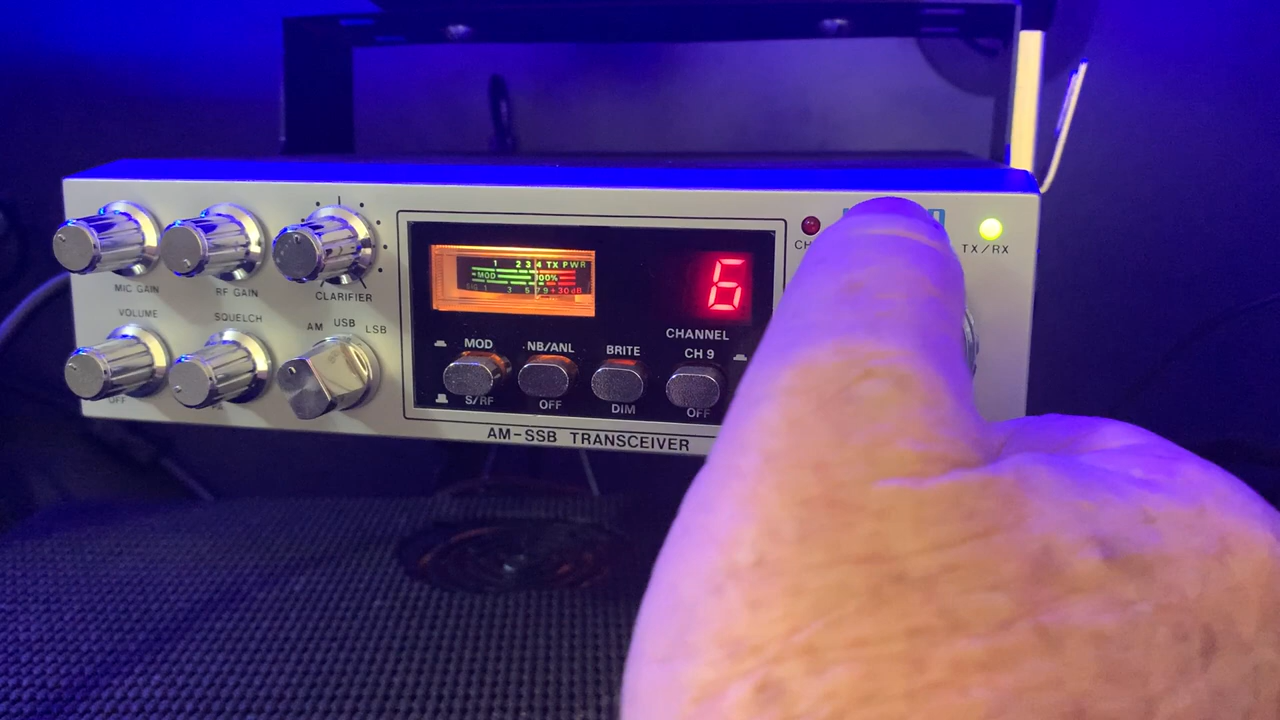 MIC GAIN
RF GAIN
CLARIFIER
VOLUME
OFF
SQUELCH
PA
AM USB LSB
1 2 3 4 TX PWR
MOD 100%
1 3 5 7 9 +30dB
6
CHANNEL
MOD
S/RF
NB/ANL
OFF
BRITE
DIM
CH 9
OFF
AM-SSB TRANSCEIVER
CH
TX/RX